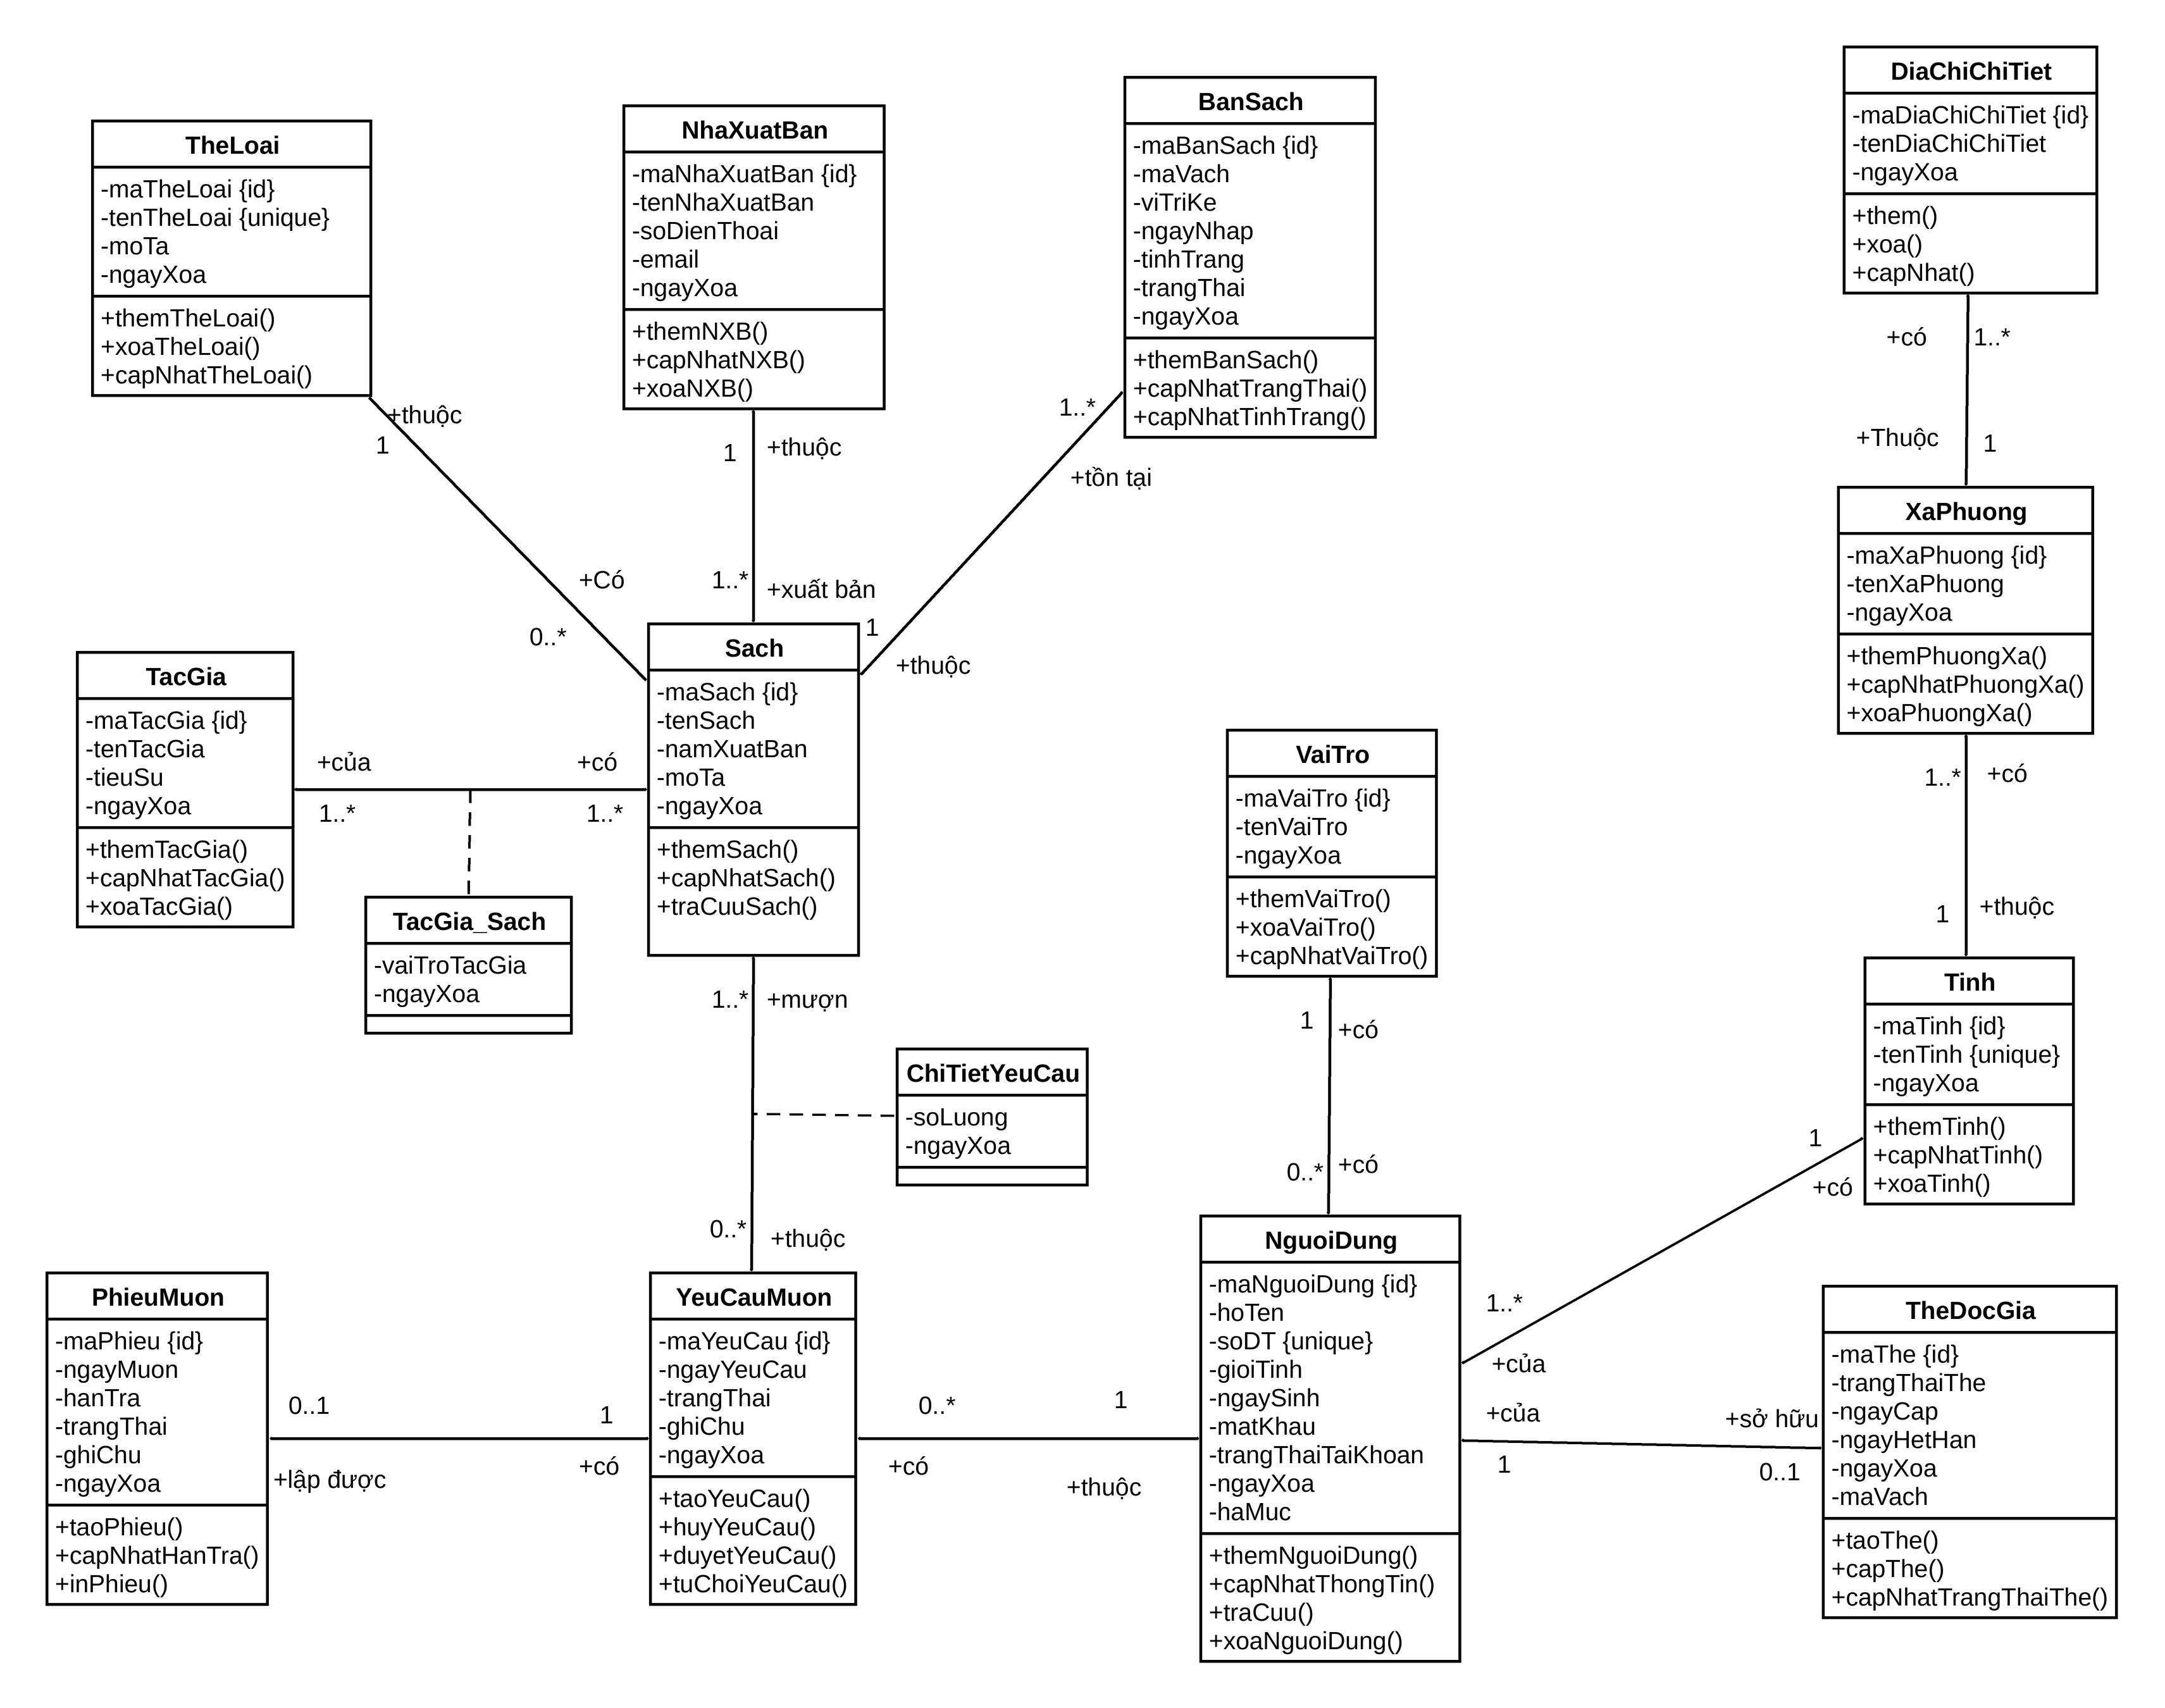 TheLoai
-maTheLoai {id}
-tenTheLoai {unique}
-moTa
-ngayXoa
+themTheLoai()
+xoaTheLoai()
+capNhatTheLoai()
NhaXuatBan
-maNhaXuatBan {id}
-tenNhaXuatBan
-soDienThoai
-email
-ngayXoa
+themNXB()
+capNhatNXB()
+xoaNXB()
BanSach
-maBanSach {id}
-maVach
-viTriKe
-ngayNhap
-tinhTrang
-trangThai
-ngayXoa
+themBanSach()
+capNhatTrangThai()
+capNhatTinhTrang()
DiaChiChiTiet
-maDiaChiChiTiet {id}
-tenDiaChiChiTiet
-ngayXoa
+them()
+xoa()
+capNhat()
+có
1..*
+Thuộc
1
+thuộc
1
+Có
0..*
1
+thuộc
1..*
+xuất bản
1..*
+tồn tại
1
+thuộc
XaPhuong
-maXaPhuong {id}
-tenXaPhuong
-ngayXoa
+themPhuongXa()
+capNhatPhuongXa()
+xoaPhuongXa()
TacGia
-maTacGia {id}
-tenTacGia
-tieuSu
-ngayXoa
+themTacGia()
+capNhatTacGia()
+xoaTacGia()
+của
1..*
+có
1..*
Sach
-maSach {id}
-tenSach
-namXuatBan
-moTa
-ngayXoa
+themSach()
+capNhatSach()
+traCuuSach()
TacGia_Sach
-vaiTroTacGia
-ngayXoa
VaiTro
-maVaiTro {id}
-tenVaiTro
-ngayXoa
+themVaiTro()
+xoaVaiTro()
+capNhatVaiTro()
1..*
+có
1
+thuộc
Tinh
-maTinh {id}
-tenTinh {unique}
-ngayXoa
+themTinh()
+capNhatTinh()
+xoaTinh()
1..*
+mượn
ChiTietYeuCau
-soLuong
-ngayXoa
0..*
+thuộc
1
+có
0..*
+có
1
+có
1..*
+của
PhieuMuon
-maPhieu {id}
-ngayMuon
-hanTra
-trangThai
-ghiChu
-ngayXoa
+taoPhieu()
+capNhatHanTra()
+inPhieu()
0..1
+lập được
1
+có
YeuCauMuon
-maYeuCau {id}
-ngayYeuCau
-trangThai
-ghiChu
-ngayXoa
+taoYeuCau()
+huyYeuCau()
+duyetYeuCau()
+tuChoiYeuCau()
0..*
+có
1
+thuộc
NguoiDung
-maNguoiDung {id}
-hoTen
-soDT {unique}
-gioiTinh
-ngaySinh
-matKhau
-trangThaiTaiKhoan
-ngayXoa
-haMuc
+themNguoiDung()
+capNhatThongTin()
+traCuu()
+xoaNguoiDung()
+của
1
+sở hữu
0..1
TheDocGia
-maThe {id}
-trangThaiThe
-ngayCap
-ngayHetHan
-ngayXoa
-maVach
+taoThe()
+capThe()
+capNhatTrangThaiThe()